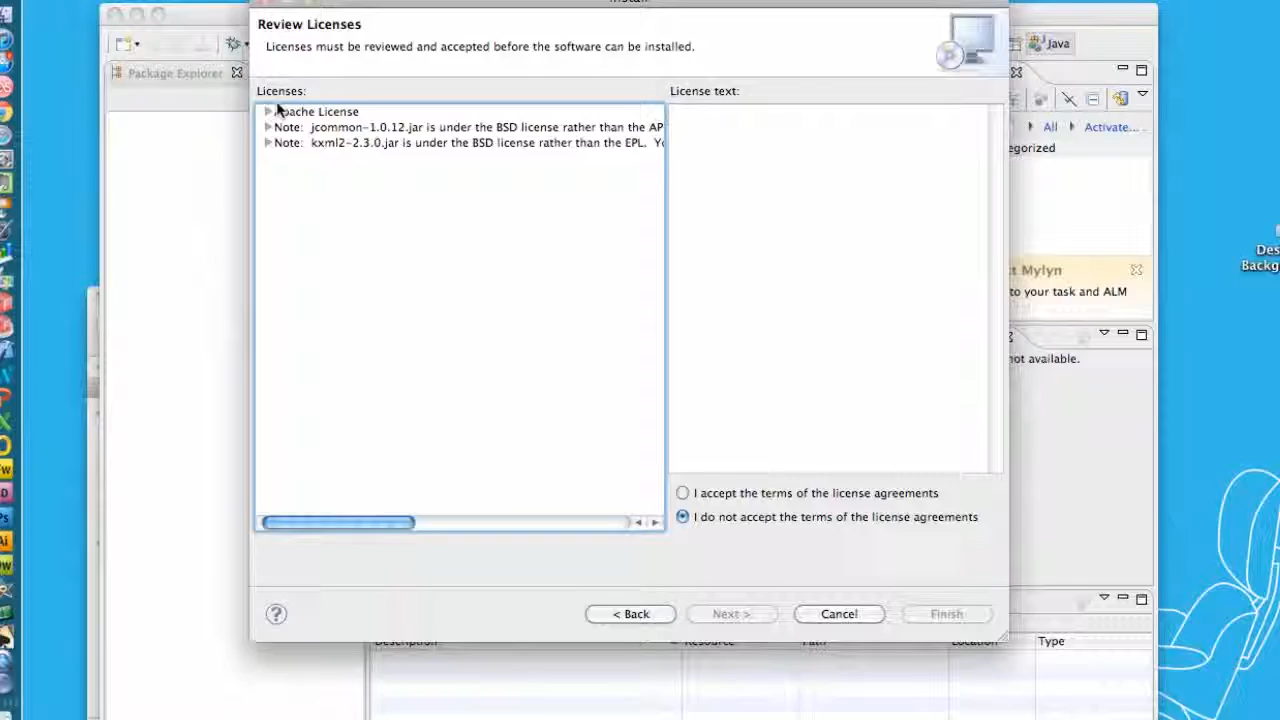 Review Licenses
Licenses must be reviewed and accepted before the software can be installed.
Java
Package Explorer
Licenses:
License text:
Apache License
Note: jcommon-1.0.12.jar is under the BSD license rather than the AP
Note: kxml2-2.3.0.jar is under the BSD license rather than the EPL. Yo
All
Activate...
orized
Des
Backg
t Mylyn
to your task and ALM
not available.
I accept the terms of the license agreements
I do not accept the terms of the license agreements
?
< Back
Next >
Cancel
Finish
Description
Resource
Path
Location
Type